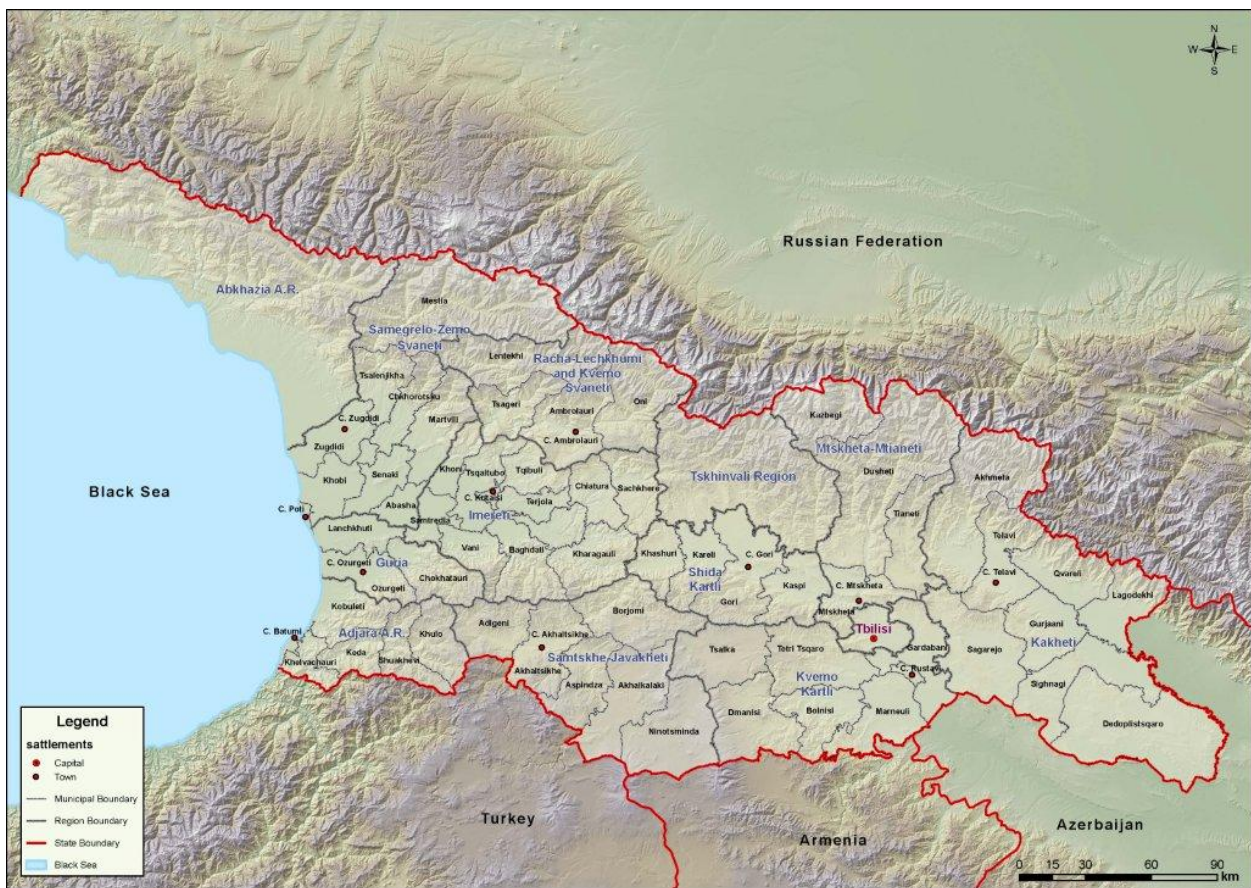 N
W E
S
Russian Federation
Abkhazia A.R.
Mestia
Samegrelo-Zemo
Svaneti
Lentekhi
Racha-Lechkhumi
and Kvemo
Svaneti
Tsalenjikha
Chkhorotsku
Tsageri
Oni
Ambrolauri
Martvili
C. Zugdidi
C. Ambrolauri
Kazbegi
Mtskheta-Mtianeti
Zugdidi
Khoni
Tsqaltubo
Tqibuli
Dusheti
Akhmeta
Khobi
Senaki
Chiatura
Sachkhere
Tskhinvali Region
Black Sea
C. Kutaisi
Terjola
Abasha
C. Poti
Imereti
Samtredia
Tianeti
Lanchkhuti
Telavi
Vani
Baghdati
Kharagauli
Khashuri
Kareli
C. Gori
C. Ozurgeti
Guria
Shida
Kartli
Chokhatauri
Ozurgeti
Kaspi
C. Mtskheta
C. Telavi
Qvareli
Lagodekhi
Kobuleti
Gori
Borjomi
Mtskheta
Adigeni
C. Akhaltsikhe
Tbilisi
Gurjaani
C. Batumi
Adjara A.R.
Khulo
Kakheti
Gardabani
Sagarejo
Keda
Shuakhevi
Khelvachauri
Samtskhe-Javakheti
Tsalka
Tetri Tsqaro
Akhaltsikhe
C. Rustavi
Kvemo
Kartli
Aspindza
Akhalkalaki
Sighnagi
Dmanisi
Bolnisi
Marneuli
Dedoplistsqaro
Ninotsminda
Legend
sattlements
Capital
Town
Municipal Boundary
Region Boundary
State Boundary
Black Sea
Turkey
Armenia
Azerbaijan
0 15 30 60 90
km